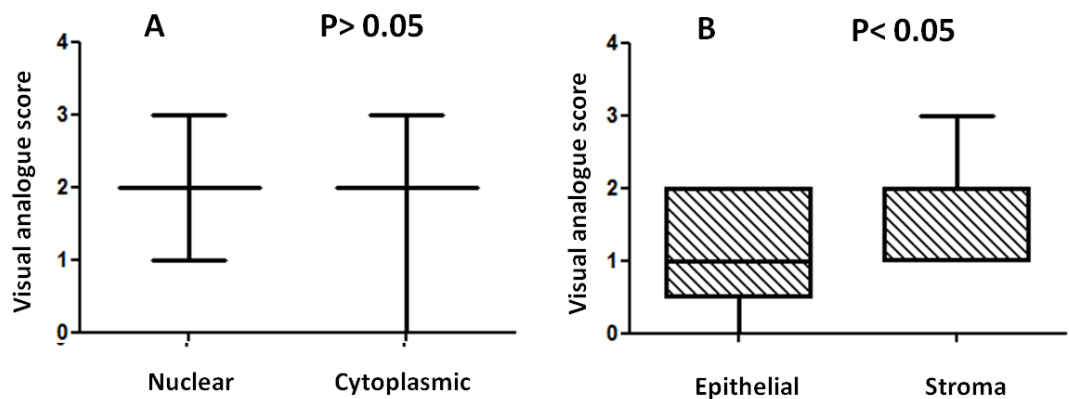 A
P> 0.05
Visual analogue score
4
3
2
1
0
Nuclear
Cytoplasmic
B
P< 0.05
Visual analogue score
4
3
2
1
0
Epithelial
Stroma